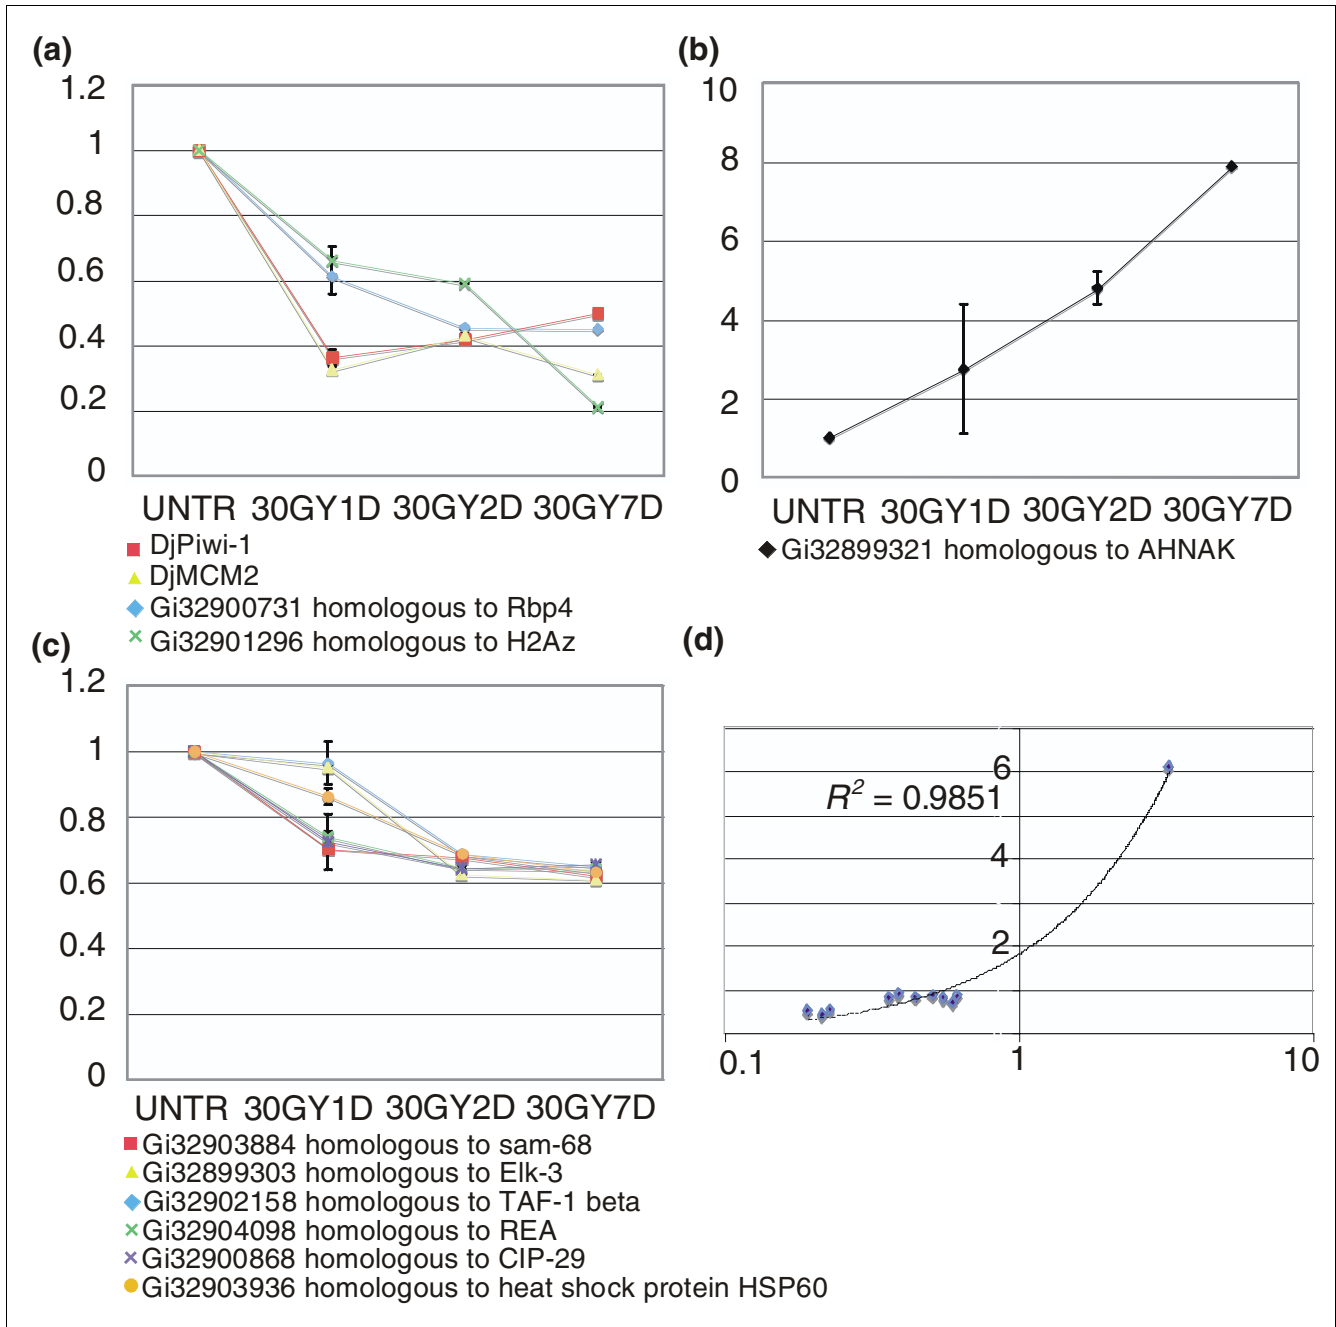 (a)
1.2
1
0.8
0.6
0.4
0.2
0
UNTR 30GY1D 30GY2D 30GY7D
DjPiwi-1
DjMCM2
Gi32900731 homologous to Rbp4
Gi32901296 homologous to H2Az
(b)
10
8
6
4
2
0
UNTR 30GY1D 30GY2D 30GY7D
Gi32899321 homologous to AHNAK
(c)
1.2
1
0.8
0.6
0.4
0.2
0
UNTR 30GY1D 30GY2D 30GY7D
Gi32903884 homologous to sam-68
Gi32899303 homologous to Elk-3
Gi32902158 homologous to TAF-1 beta
Gi32904098 homologous to REA
Gi32900868 homologous to CIP-29
Gi32903936 homologous to heat shock protein HSP60
(d)
6
R² = 0.9851
4
2
0.1 1 10